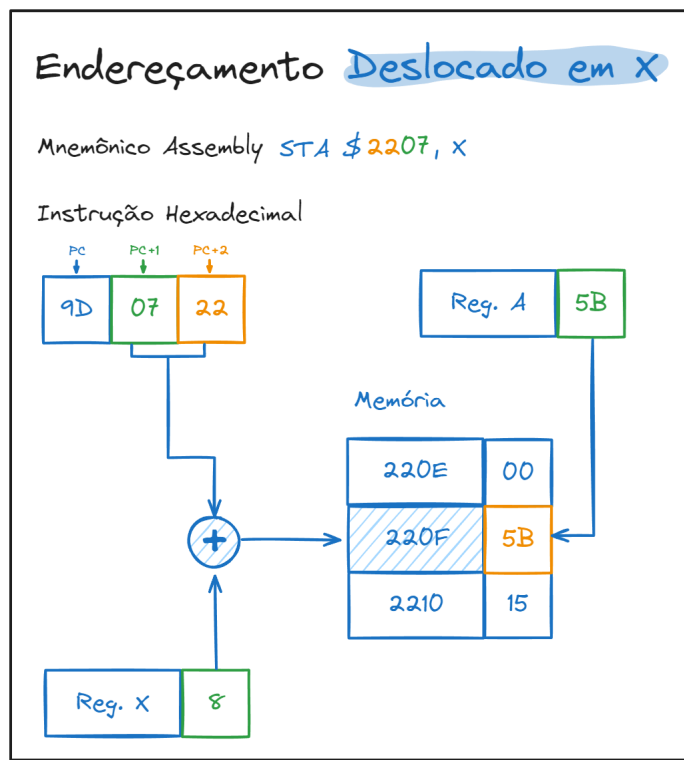 Endereçamento Deslocado em X
Mnemônico Assembly STA $2207, X
Instrução Hexadecimal
PC PC+1 PC+2
9D 07 22
Reg. A 5B
Memória
220E 00
+ 220F 5B
2210 15
Reg. X 8